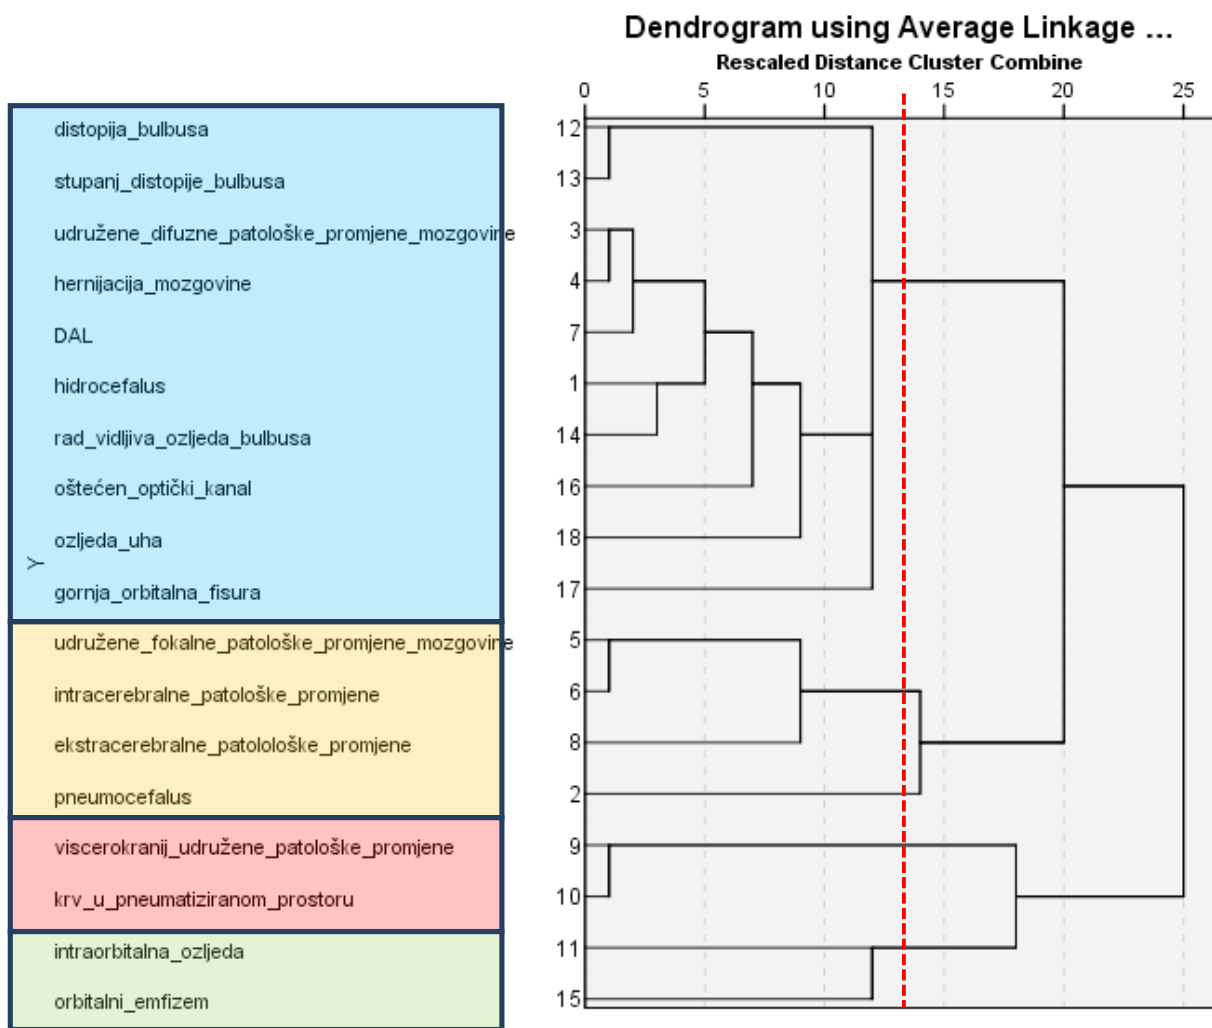 Dendrogram using Average Linkage ...
Rescaled Distance Cluster Combine
0 5 10 15 20 25
distopija_bulbusa 12
stupanj_distopije_bulbusa 13
udružene_difuzne_patološke_promjene_mozgovine 3
hernijacija_mozgovine 4
DAL 7
hidrocefalus 1
rad_vidljiva_ozljeda_bulbusa 14
oštećen_optički_kanal 16
ozljeda_uha 18
Y
gornja_orbitalna_fisura 17
udružene_fokalne_patološke_promjene_mozgovine 5
intracerebralne_patološke_promjene 6
ekstracerebralne_patolološke_promjene 8
pneumocefalus 2
viscerokranij_udružene_patološke_promjene 9
krv_u_pneumatiziranom_prostoru 10
intraorbitalna_ozljeda 11
orbitalni_emfizem 15